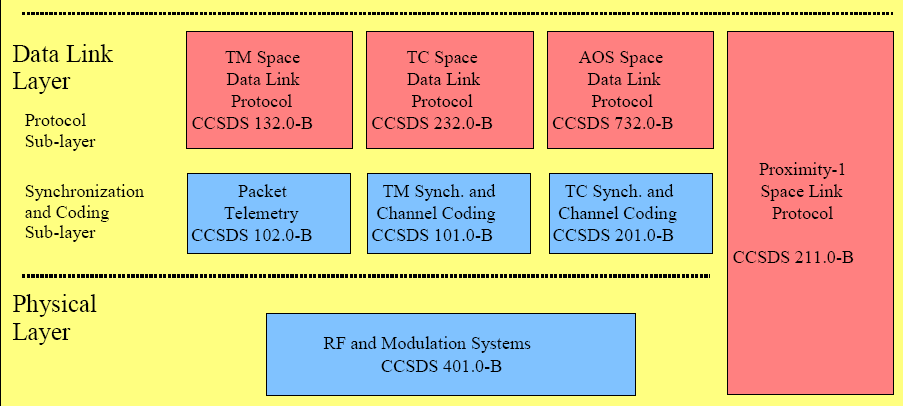 Data Link
Layer
Protocol
Sub-layer
TM Space
Data Link
Protocol
CCSDS 132.0-B
TC Space
Data Link
Protocol
CCSDS 232.0-B
AOS Space
Data Link
Protocol
CCSDS 732.0-B
Proximity-1
Space Link
Protocol
CCSDS 211.0-B
Synchronization
and Coding
Sub-layer
Packet
Telemetry
CCSDS 102.0-B
TM Synch. and
Channel Coding
CCSDS 101.0-B
TC Synch. and
Channel Coding
CCSDS 201.0-B
Physical
Layer
RF and Modulation Systems
CCSDS 401.0-B